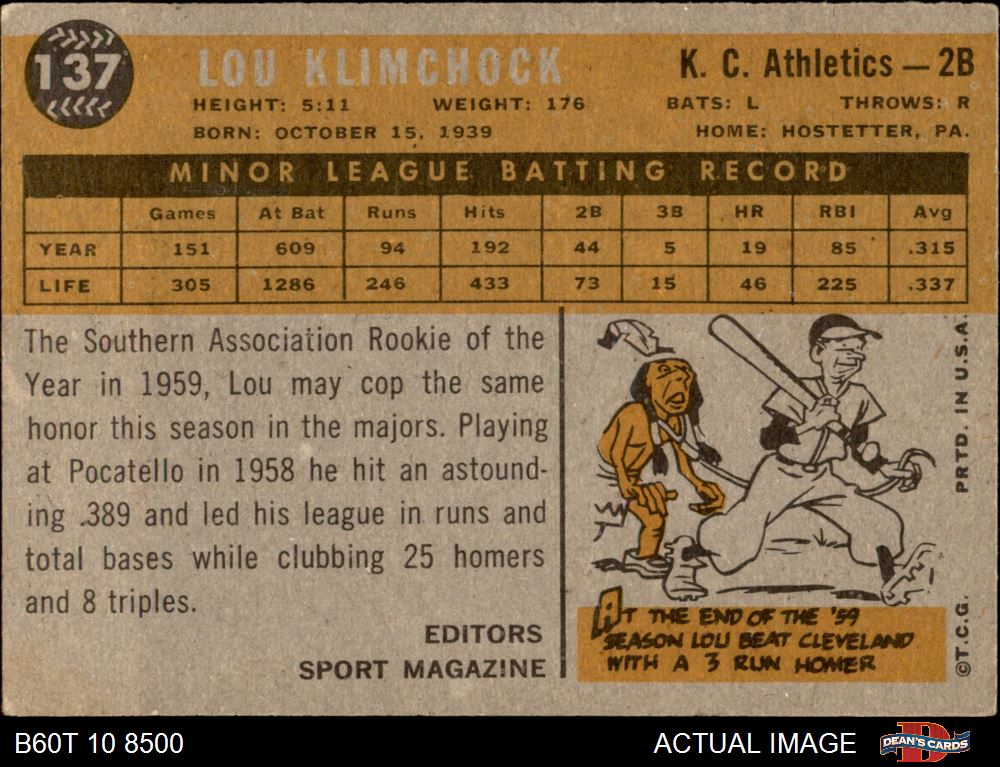 137
LOU KLIMCHOCK
K. C. Athletics — 2B
HEIGHT: 5:11 WEIGHT: 176 BATS: L THROWS: R
BORN: OCTOBER 15, 1939 HOME: HOSTETTER, PA.
MINOR LEAGUE BATTING RECORD
Games At Bat Runs Hits 2B 3B HR RBI Avg
YEAR 151 609 94 192 44 5 19 85 .315
LIFE 305 1286 246 433 73 15 46 225 .337
The Southern Association Rookie of the
Year in 1959, Lou may cop the same
honor this season in the majors. Playing
at Pocatello in 1958 he hit an astound-
ing .389 and led his league in runs and
total bases while clubbing 25 homers
and 8 triples.
EDITORS
SPORT MAGAZINE
AT THE END OF THE '59
SEASON LOU BEAT CLEVELAND
WITH A 3 RUN HOMER
©T.C.G. PRTD. IN U.S.A.
B60T 10 8500
ACTUAL IMAGE
DEAN'S CARDS